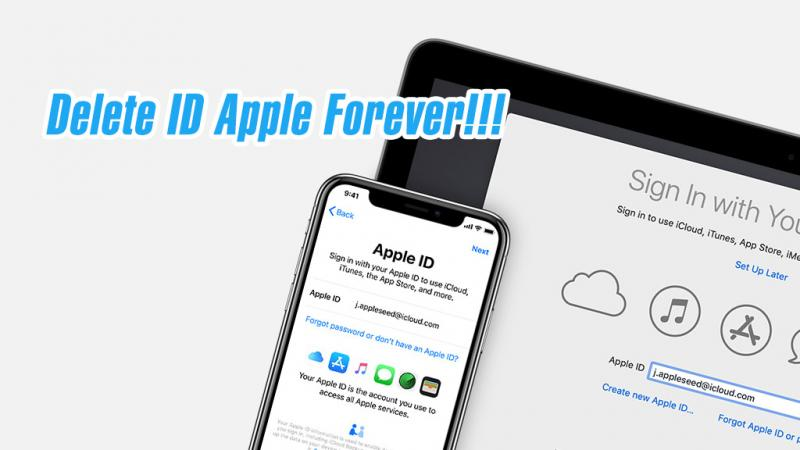 Delete ID Apple Forever!!!
9:41
Back
Next
Apple ID
Sign in with your Apple ID to use iCloud,
iTunes, the App Store, and more.
Apple ID j.appleseed@icloud.com
Forgot password or don't have an Apple ID?
Your Apple ID is the account you use to
access all Apple services.
Sign In with You
Sign in to use iCloud, iTunes, App Store, iMe
Set Up Later
Apple ID j.appleseed@icloud.com
Create new Apple ID...
Forgot Apple ID or p